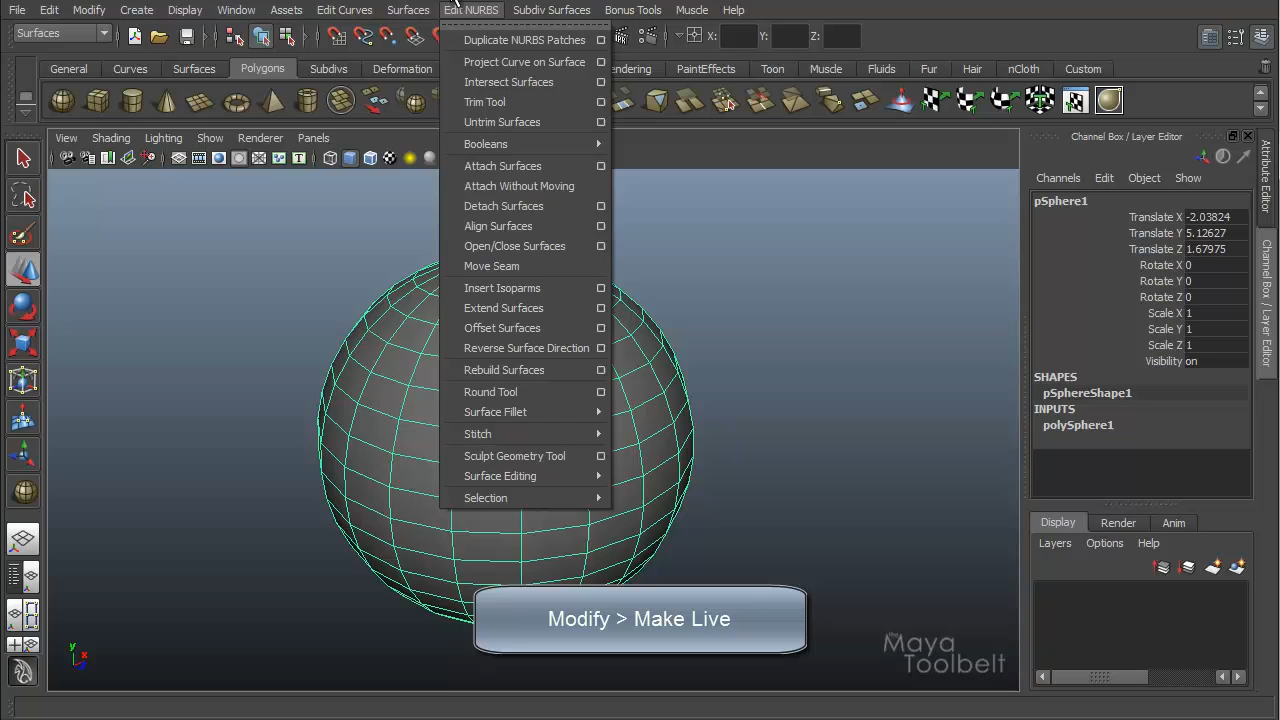 File Edit Modify Create Display Window Assets Edit Curves Surfaces Edit NURBS Subdiv Surfaces Bonus Tools Muscle Help
Surfaces
X: Y: Z:
General Curves Surfaces Polygons Subdivs Deformation
ndering PaintEffects Toon Muscle Fluids Fur Hair nCloth Custom
View Shading Lighting Show Renderer Panels
Duplicate NURBS Patches
Project Curve on Surface
Intersect Surfaces
Trim Tool
Untrim Surfaces
Booleans
Attach Surfaces
Attach Without Moving
Detach Surfaces
Align Surfaces
Open/Close Surfaces
Move Seam
Insert Isoparms
Extend Surfaces
Offset Surfaces
Reverse Surface Direction
Rebuild Surfaces
Round Tool
Surface Fillet
Stitch
Sculpt Geometry Tool
Surface Editing
Selection
Channel Box / Layer Editor
Channels Edit Object Show
pSphere1
Translate X -2.03824
Translate Y 5.12627
Translate Z 1.67975
Rotate X 0
Rotate Y 0
Rotate Z 0
Scale X 1
Scale Y 1
Scale Z 1
Visibility on
SHAPES
pSphereShape1
INPUTS
polySphere1
Display Render Anim
Layers Options Help
Attribute Editor
Channel Box / Layer Editor
Modify > Make Live
y
x
z
the
Maya
Toolbelt